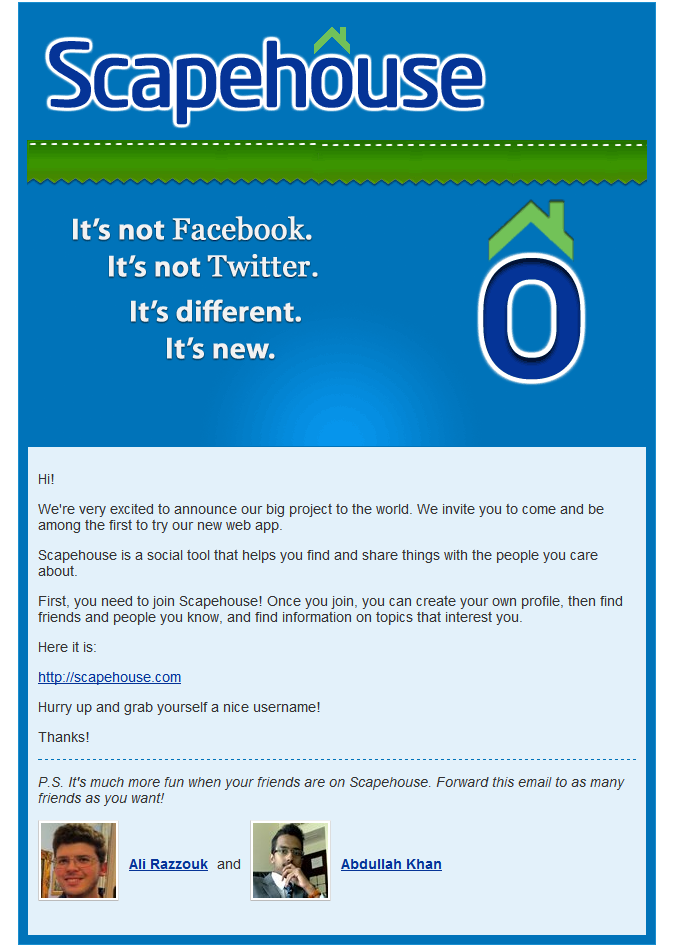 Scapehouse
It's not Facebook.
It's not Twitter.
It's different.
It's new.
Hi!
We're very excited to announce our big project to the world. We invite you to come and be
among the first to try our new web app.
Scapehouse is a social tool that helps you find and share things with the people you care
about.
First, you need to join Scapehouse! Once you join, you can create your own profile, then find
friends and people you know, and find information on topics that interest you.
Here it is:
http://scapehouse.com
Hurry up and grab yourself a nice username!
Thanks!
P.S. It's much more fun when your friends are on Scapehouse. Forward this email to as many
friends as you want!
Ali Razzouk and Abdullah Khan